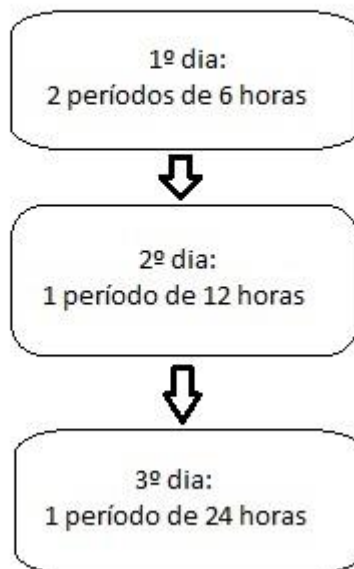 1º dia:
2 períodos de 6 horas
2º dia:
1 período de 12 horas
3º dia:
1 período de 24 horas